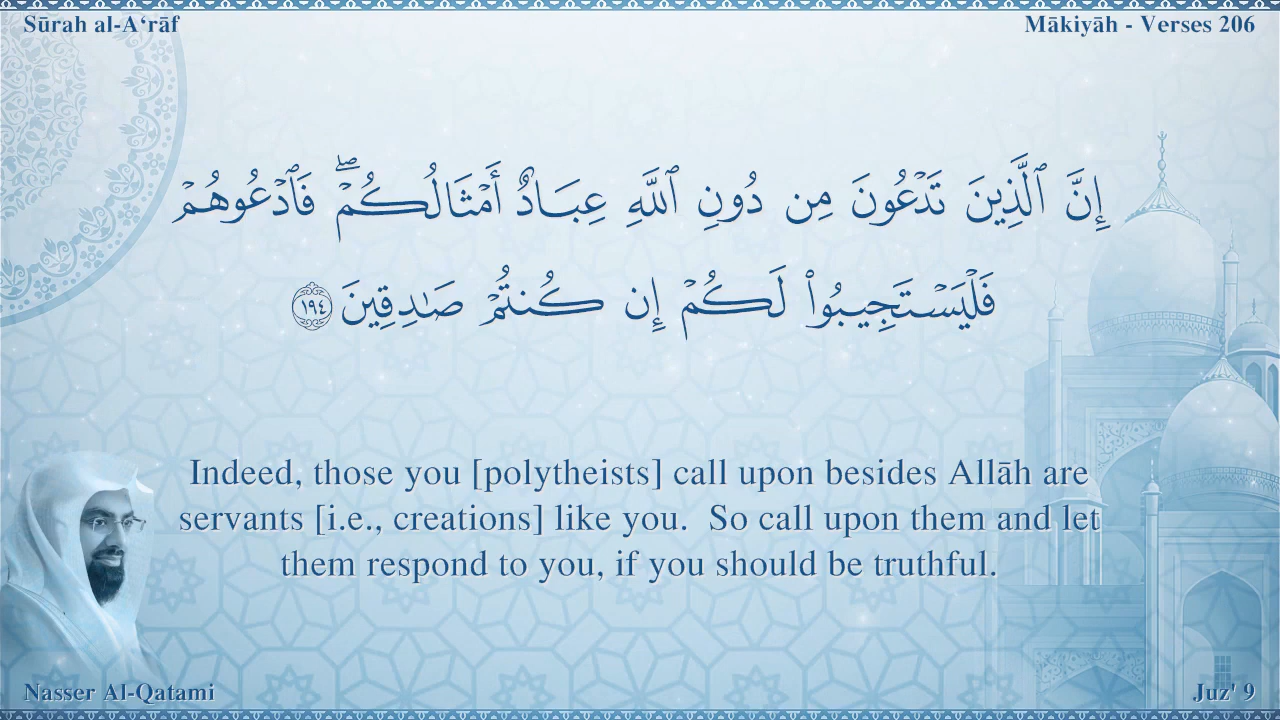 Sūrah al-A‘rāf
Mākiyāh - Verses 206
إِنَّ ٱلَّذِينَ تَدْعُونَ مِن دُونِ ٱللَّهِ عِبَادٌ أَمْثَالُكُمْ ۖ فَٱدْعُوهُمْ
فَلْيَسْتَجِيبُوا۟ لَكُمْ إِن كُنتُمْ صَـٰدِقِينَ ١٩٤
Indeed, those you [polytheists] call upon besides Allāh are
servants [i.e., creations] like you.  So call upon them and let
them respond to you, if you should be truthful.
Nasser Al-Qatami
Juz' 9